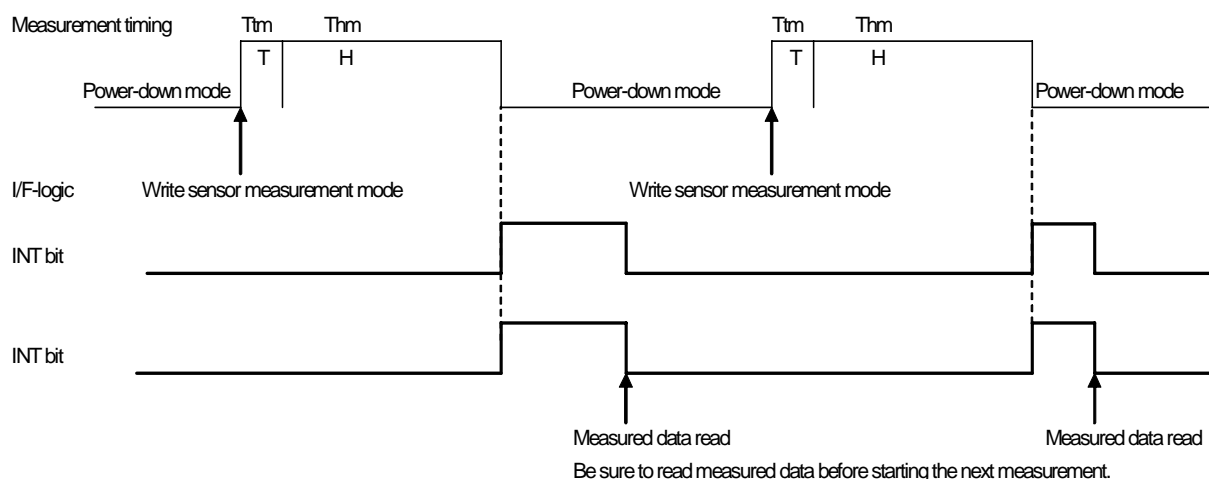 Measurement timing Ttm Thm Ttm Thm
T H T H
Power-down mode Power-down mode Power-down mode
I/F-logic Write sensor measurement mode Write sensor measurement mode
INT bit
INT bit
Measured data read Measured data read
Be sure to read measured data before starting the next measurement.